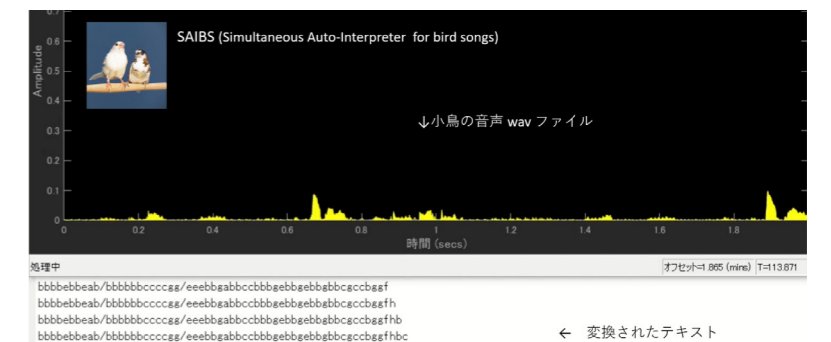 0.7
SAIBS (Simultaneous Auto-Interpreter for bird songs)
0.6
Amplitude
0.5
0.4
↓小鳥の音声 wav ファイル
0.3
0.2
0.1
0
0 0.2 0.4 0.6 0.8 1 1.2 1.4 1.6 1.8
時間 (secs)
処理中 オフセット=1.865 (mins) T=113.871
bbbbebbeab/bbbbbbccccgg/eeebbgabbccbbbgebbgebbgbbcgccbggf
bbbbebbeab/bbbbbbccccgg/eeebbgabbccbbbgebbgebbgbbcgccbggfh
bbbbebbeab/bbbbbbccccgg/eeebbgabbccbbbgebbgebbgbbcgccbggfhb
bbbbebbeab/bbbbbbccccgg/eeebbgabbccbbbgebbgebbgbbcgccbggfhbc
← 変換されたテキスト